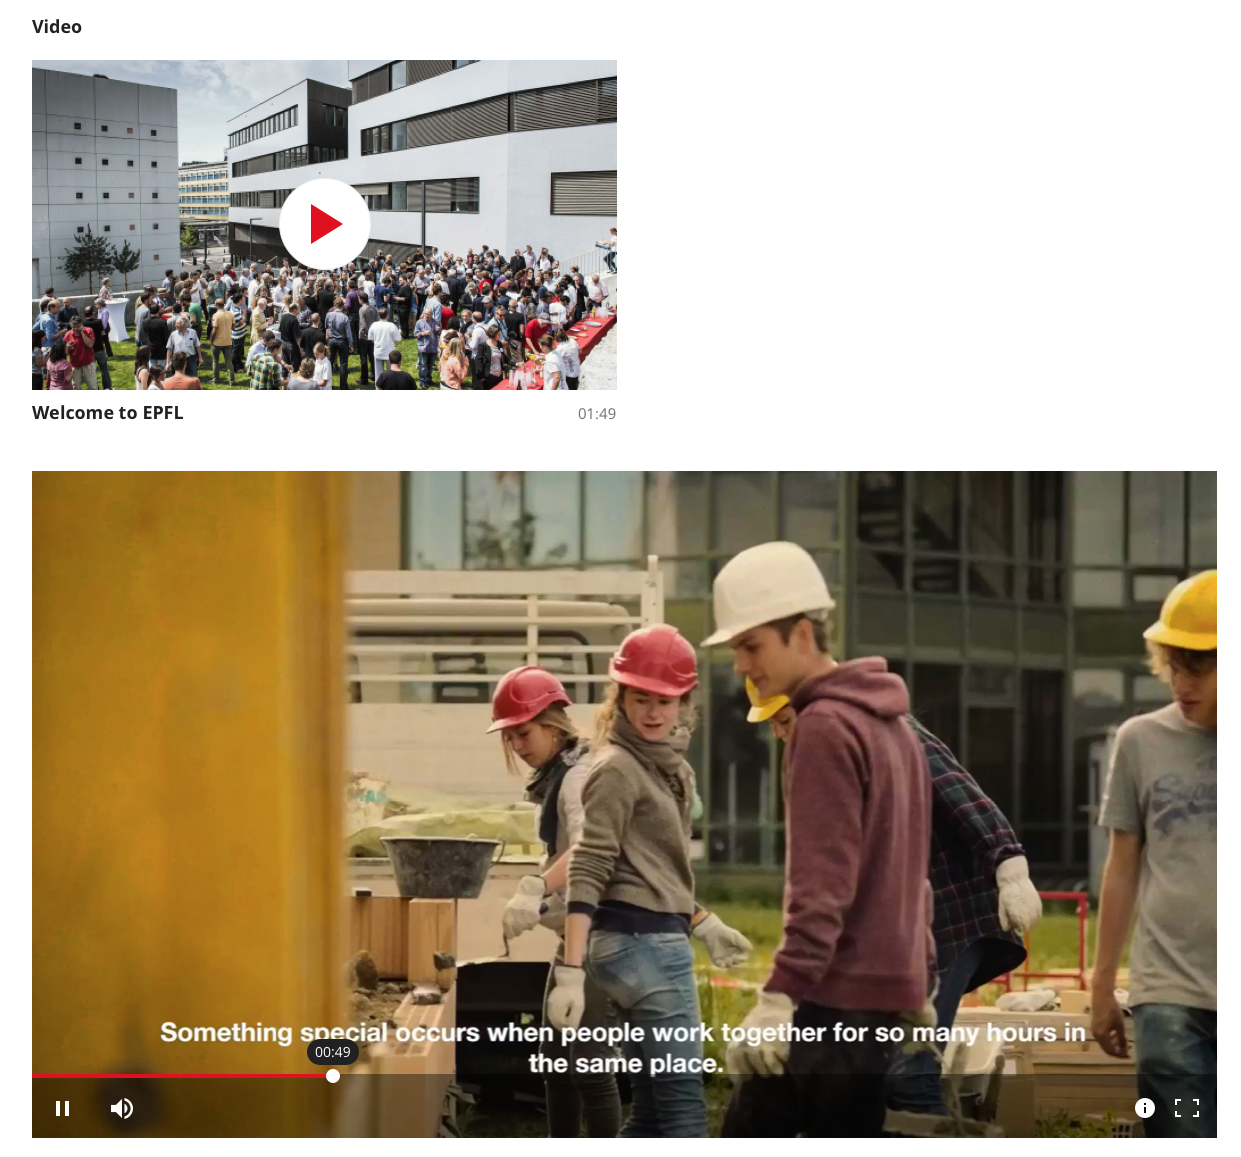 Video
Welcome to EPFL
01:49
Something special occurs when people work together for so many hours in
the same place.
00:49